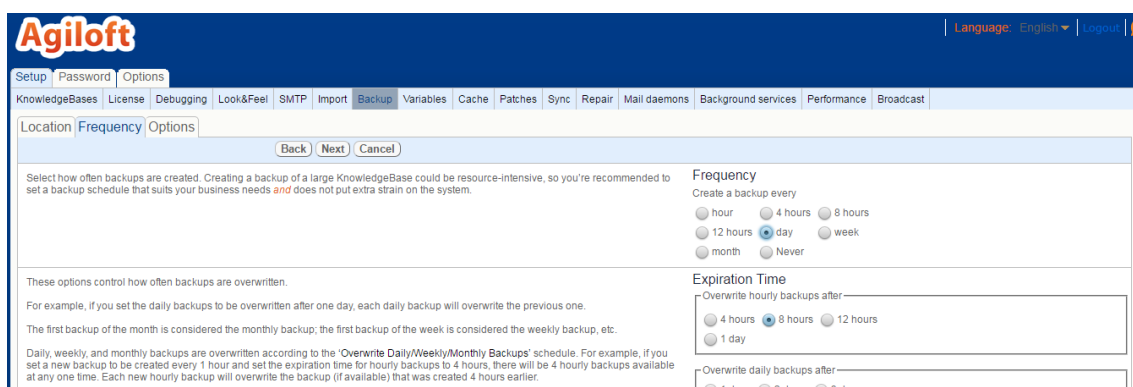 Agiloft
Language: English Logout
Setup Password Options
KnowledgeBases License Debugging Look&Feel SMTP Import Backup Variables Cache Patches Sync Repair Mail daemons Background services Performance Broadcast
Location Frequency Options
Back Next Cancel
Select how often backups are created. Creating a backup of a large KnowledgeBase could be resource-intensive, so you're recommended to
set a backup schedule that suits your business needs and does not put extra strain on the system.
Frequency
Create a backup every
hour 4 hours 8 hours
12 hours day week
month Never
These options control how often backups are overwritten.
For example, if you set the daily backups to be overwritten after one day, each daily backup will overwrite the previous one.
The first backup of the month is considered the monthly backup; the first backup of the week is considered the weekly backup, etc.
Daily, weekly, and monthly backups are overwritten according to the 'Overwrite Daily/Weekly/Monthly Backups' schedule. For example, if you
set a new backup to be created every 1 hour and set the expiration time for hourly backups to 4 hours, there will be 4 hourly backups available
at any one time. Each new hourly backup will overwrite the backup (if available) that was created 4 hours earlier.
Expiration Time
Overwrite hourly backups after
4 hours 8 hours 12 hours
1 day
Overwrite daily backups after